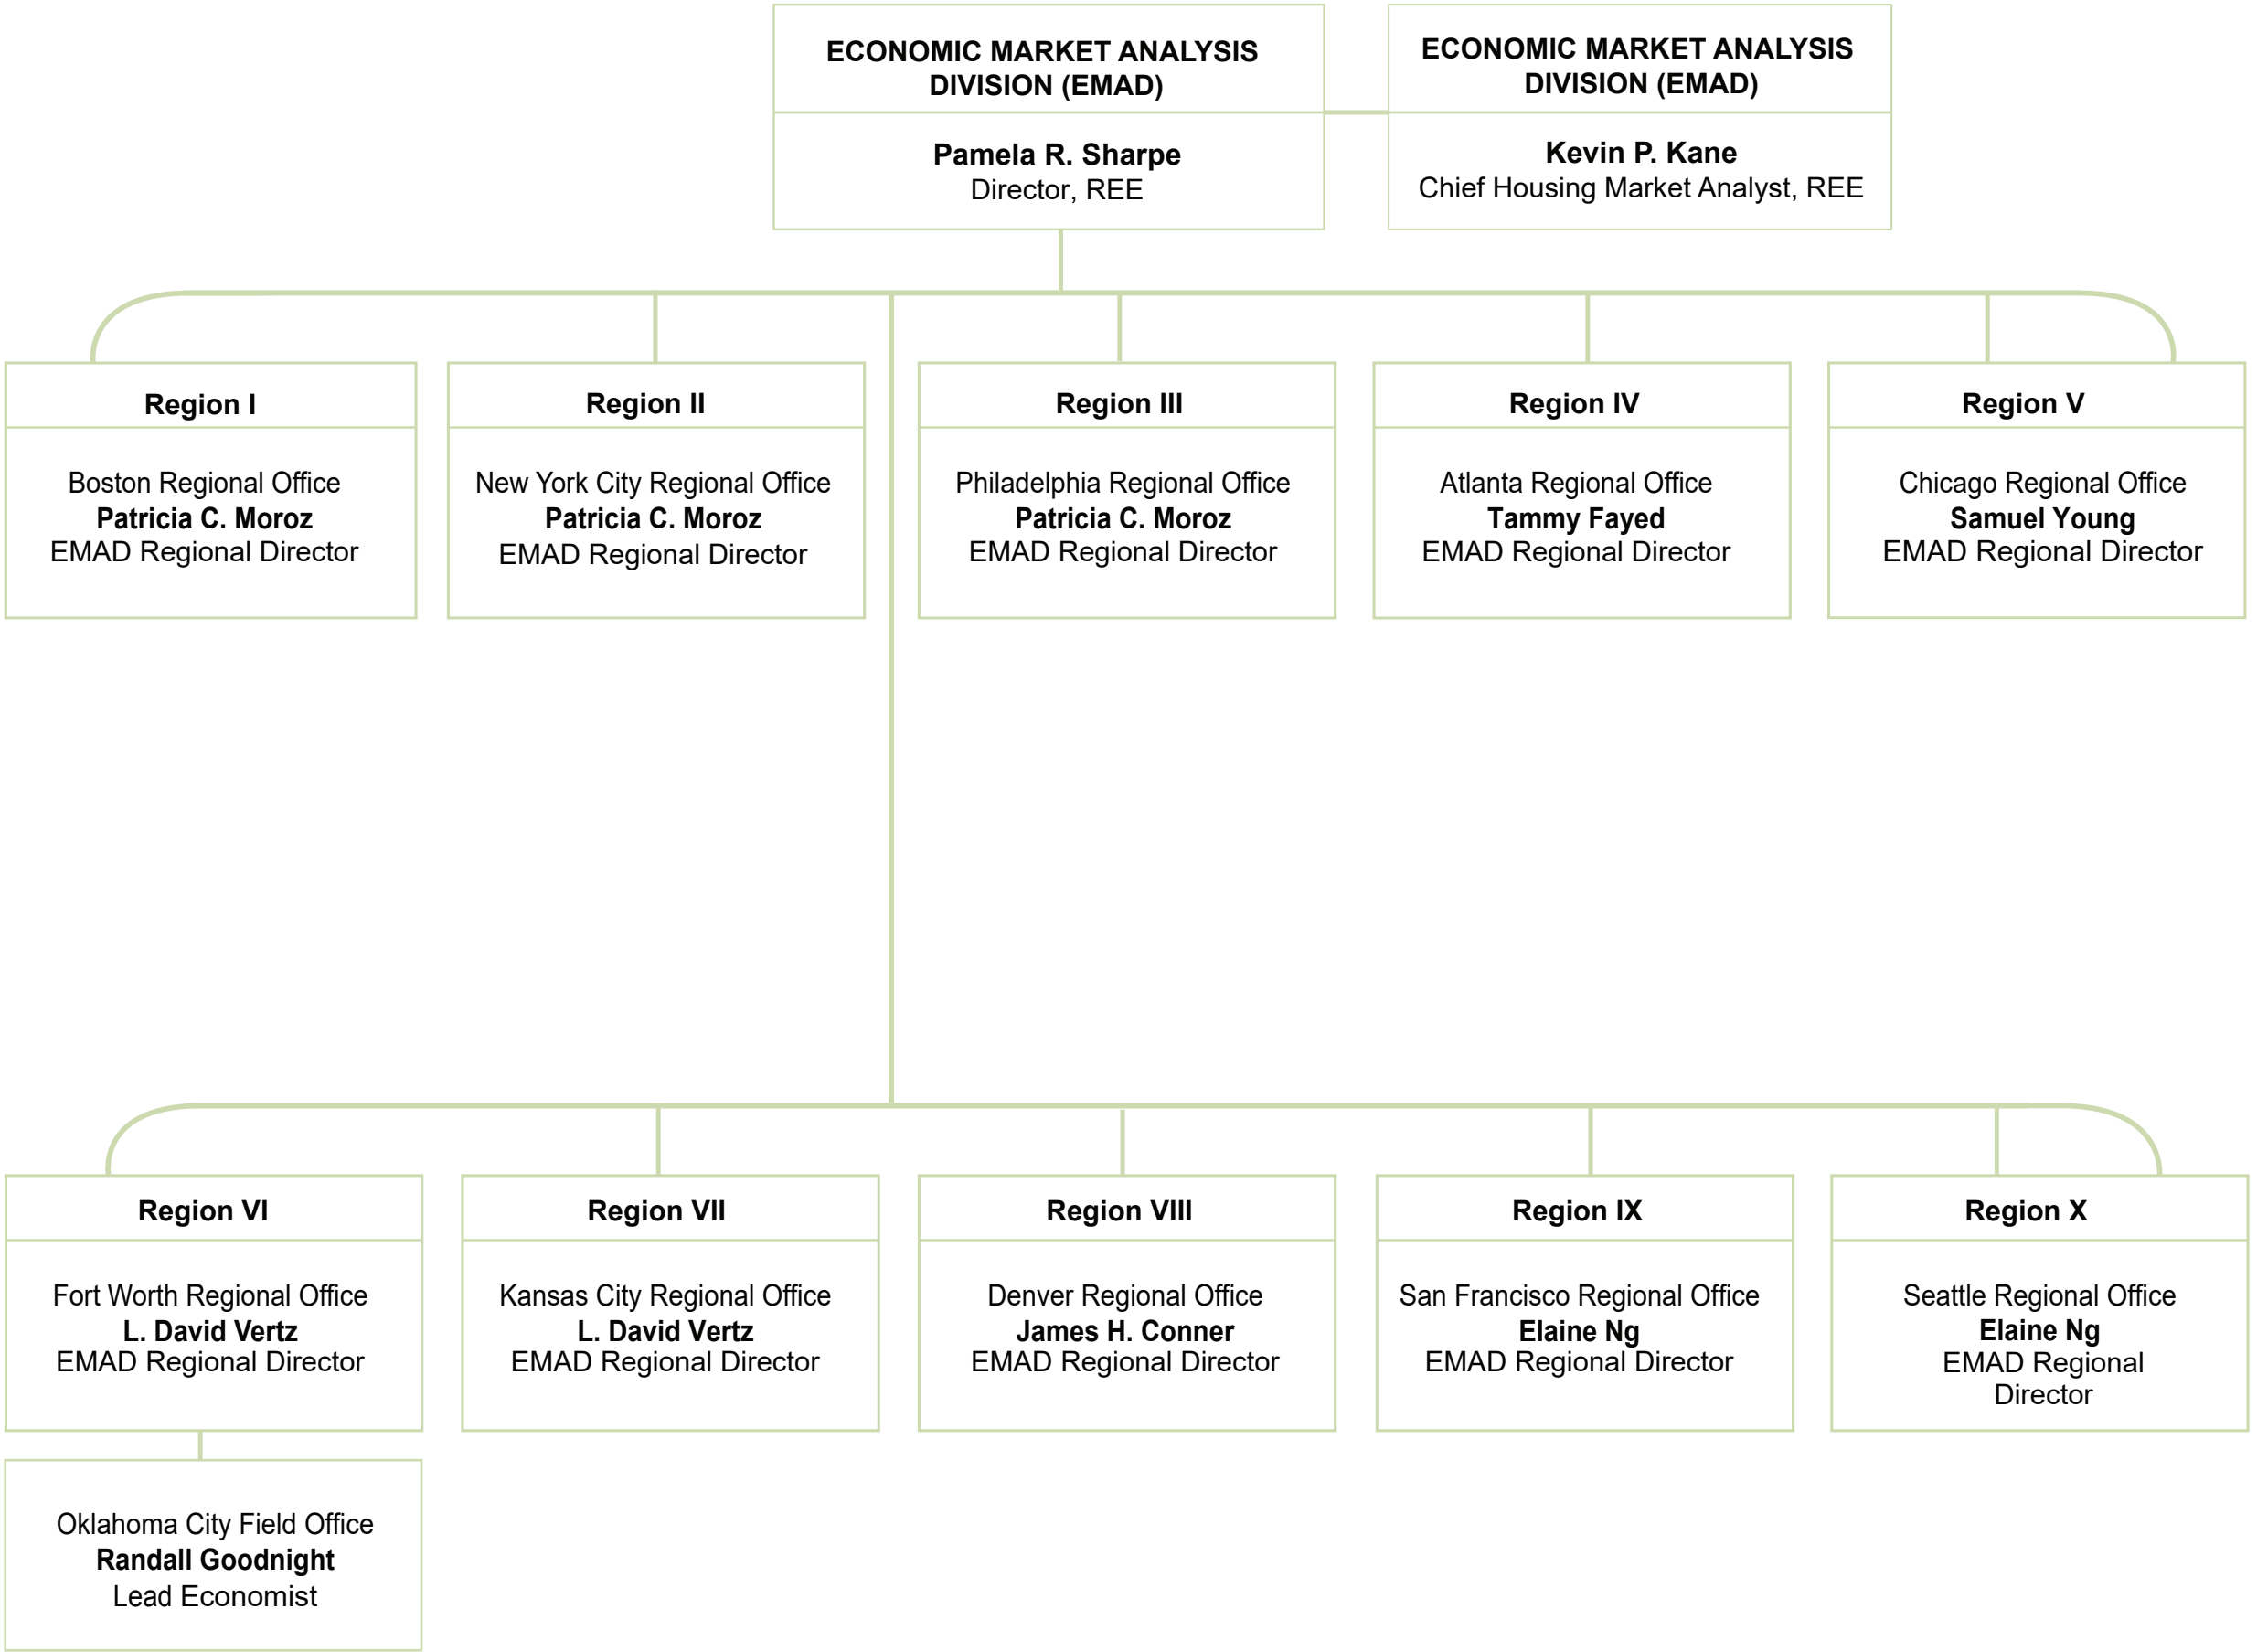 ECONOMIC MARKET ANALYSIS
DIVISION (EMAD)
Pamela R. Sharpe
Director, REE
ECONOMIC MARKET ANALYSIS
DIVISION (EMAD)
Kevin P. Kane
Chief Housing Market Analyst, REE
Region I
Boston Regional Office
Patricia C. Moroz
EMAD Regional Director
Region II
New York City Regional Office
Patricia C. Moroz
EMAD Regional Director
Region III
Philadelphia Regional Office
Patricia C. Moroz
EMAD Regional Director
Region IV
Atlanta Regional Office
Tammy Fayed
EMAD Regional Director
Region V
Chicago Regional Office
Samuel Young
EMAD Regional Director
Region VI
Fort Worth Regional Office
L. David Vertz
EMAD Regional Director
Region VII
Kansas City Regional Office
L. David Vertz
EMAD Regional Director
Region VIII
Denver Regional Office
James H. Conner
EMAD Regional Director
Region IX
San Francisco Regional Office
Elaine Ng
EMAD Regional Director
Region X
Seattle Regional Office
Elaine Ng
EMAD Regional
Director
Oklahoma City Field Office
Randall Goodnight
Lead Economist